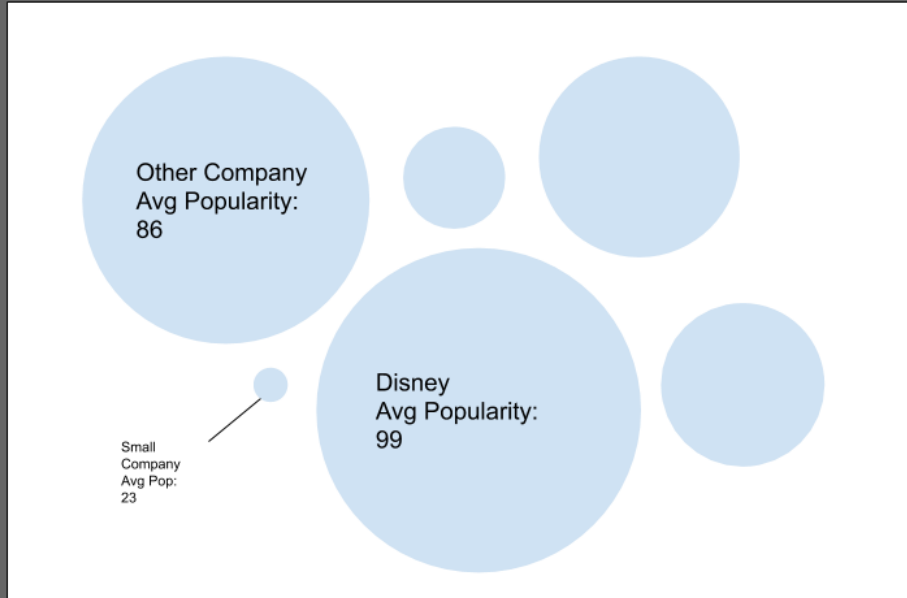 Other Company
Avg Popularity:
86
Disney
Avg Popularity:
99
Small
Company
Avg Pop:
23